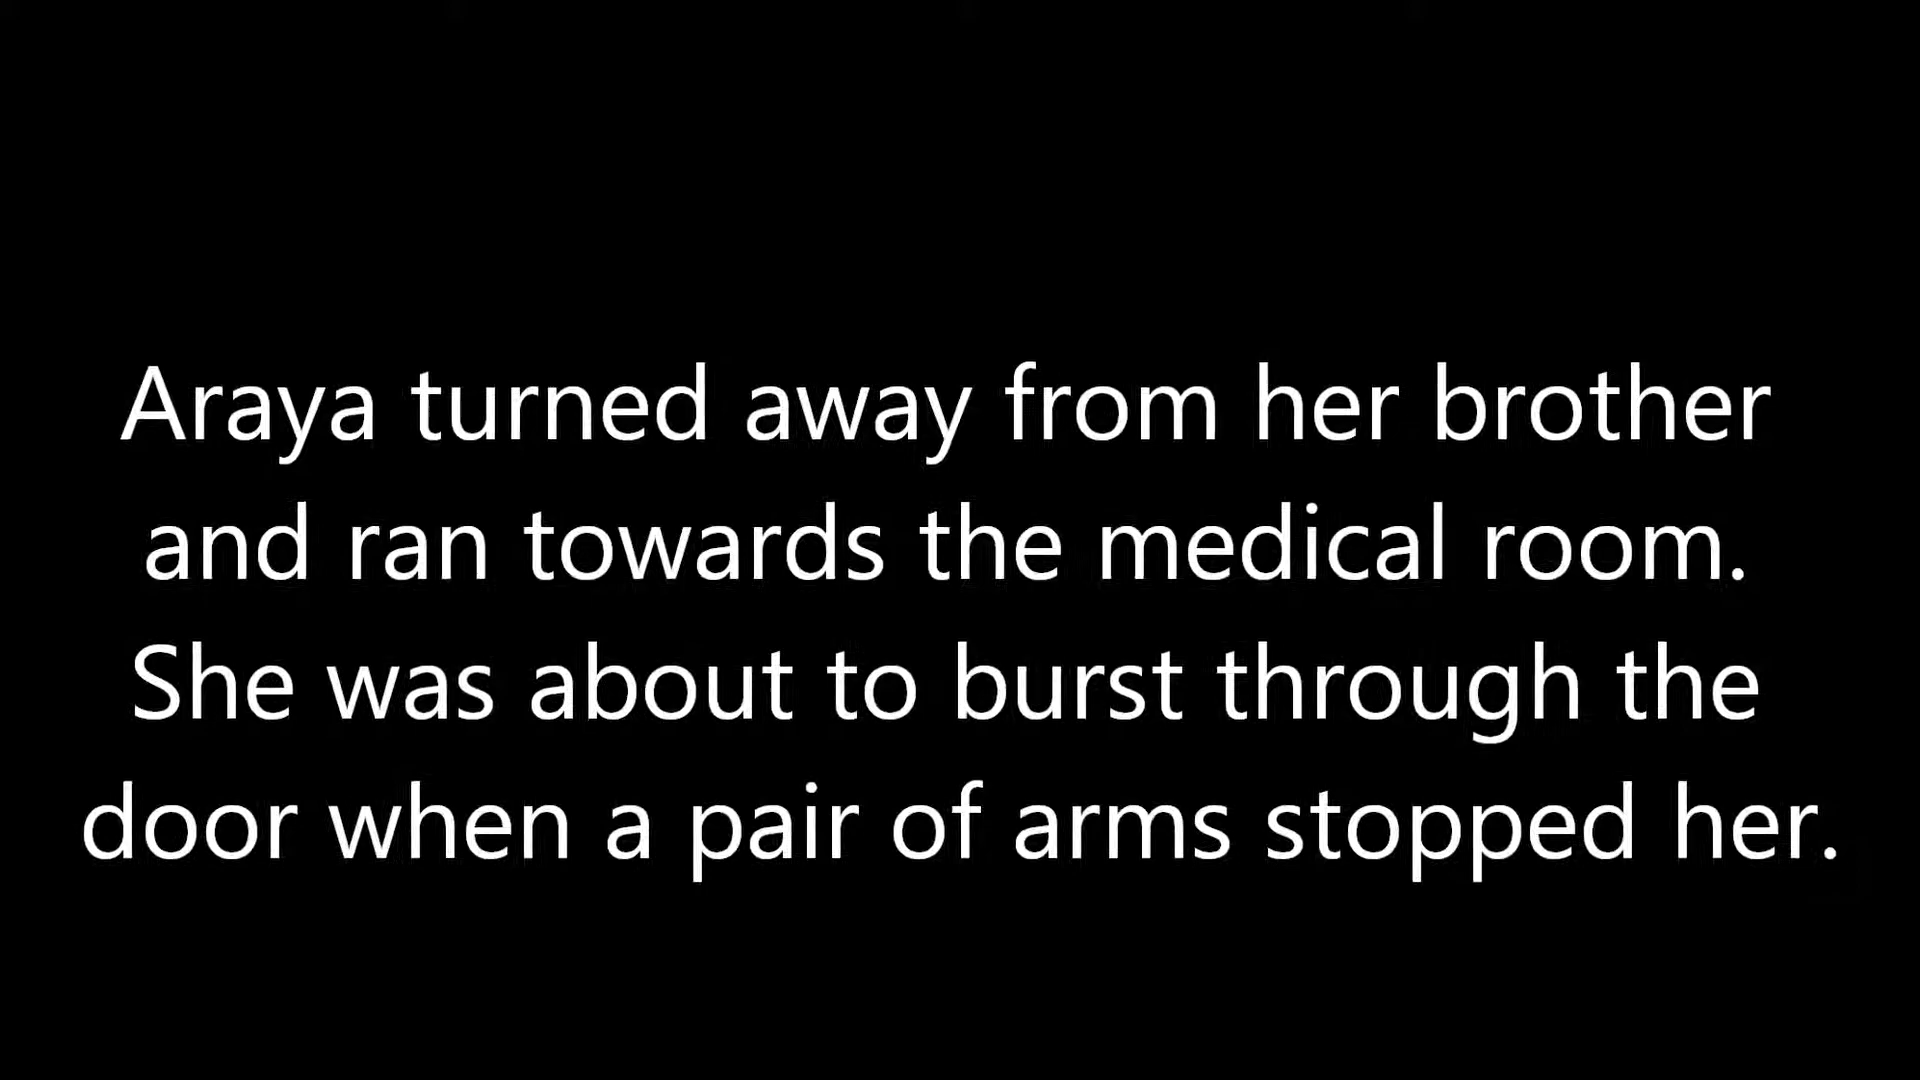 Araya turned away from her brother
and ran towards the medical room.
She was about to burst through the
door when a pair of arms stopped her.